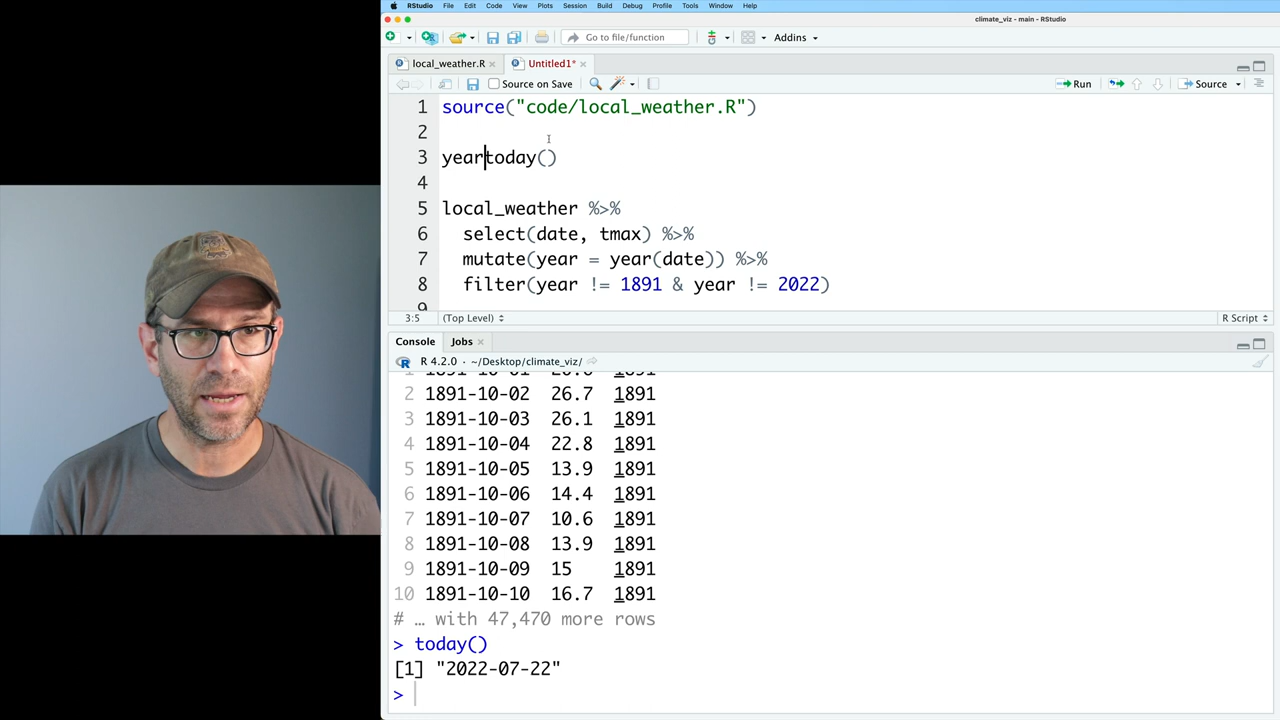 RStudio File Edit Code View Plots Session Build Debug Profile Tools Window Help
climate_viz - main - RStudio
Go to file/function Addins
local_weather.R Untitled1*
Source on Save Run Source
1 source("code/local_weather.R")
2
3 yeartoday()
4
5 local_weather %>%
6 select(date, tmax) %>%
7 mutate(year = year(date)) %>%
8 filter(year != 1891 & year != 2022)
9
3:5 (Top Level) R Script
Console Jobs
R 4.2.0 · ~/Desktop/climate_viz/
2 1891-10-02 26.7 1891
3 1891-10-03 26.1 1891
4 1891-10-04 22.8 1891
5 1891-10-05 13.9 1891
6 1891-10-06 14.4 1891
7 1891-10-07 10.6 1891
8 1891-10-08 13.9 1891
9 1891-10-09 15 1891
10 1891-10-10 16.7 1891
# … with 47,470 more rows
> today()
[1] "2022-07-22"
>